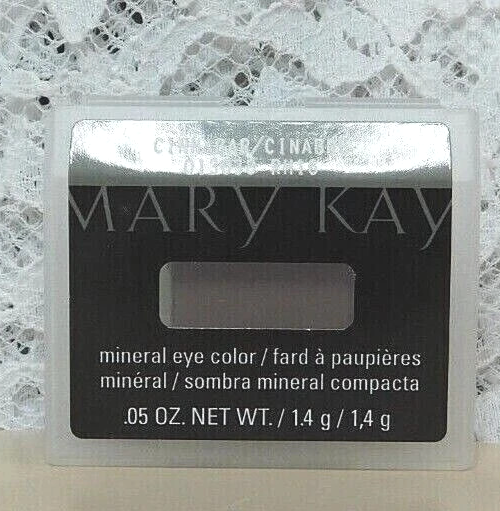 MARY KAY
mineral eye color / fard à paupières
minéral / sombra mineral compacta
.05 OZ. NET WT. / 1.4 g / 1,4 g